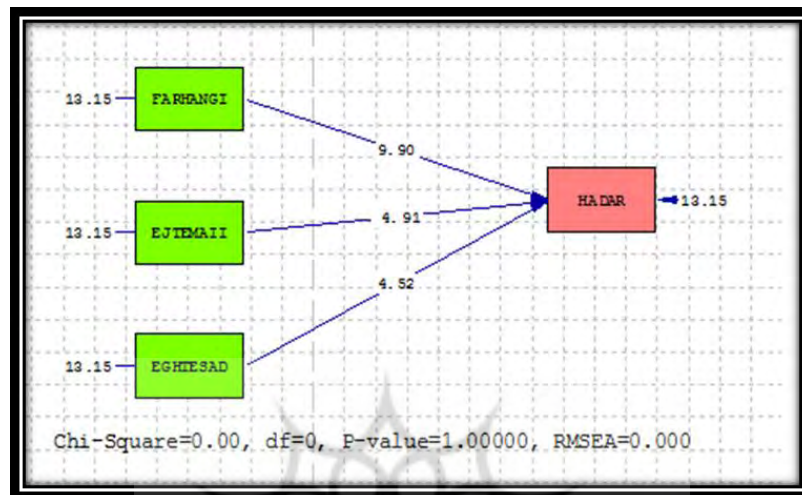 13.15
FARHANGI
9.90
HADAR
13.15
4.91
13.15
EJTEMAII
4.52
13.15
EGHTESAD
Chi-Square=0.00, df=0, P-value=1.00000, RMSEA=0.000